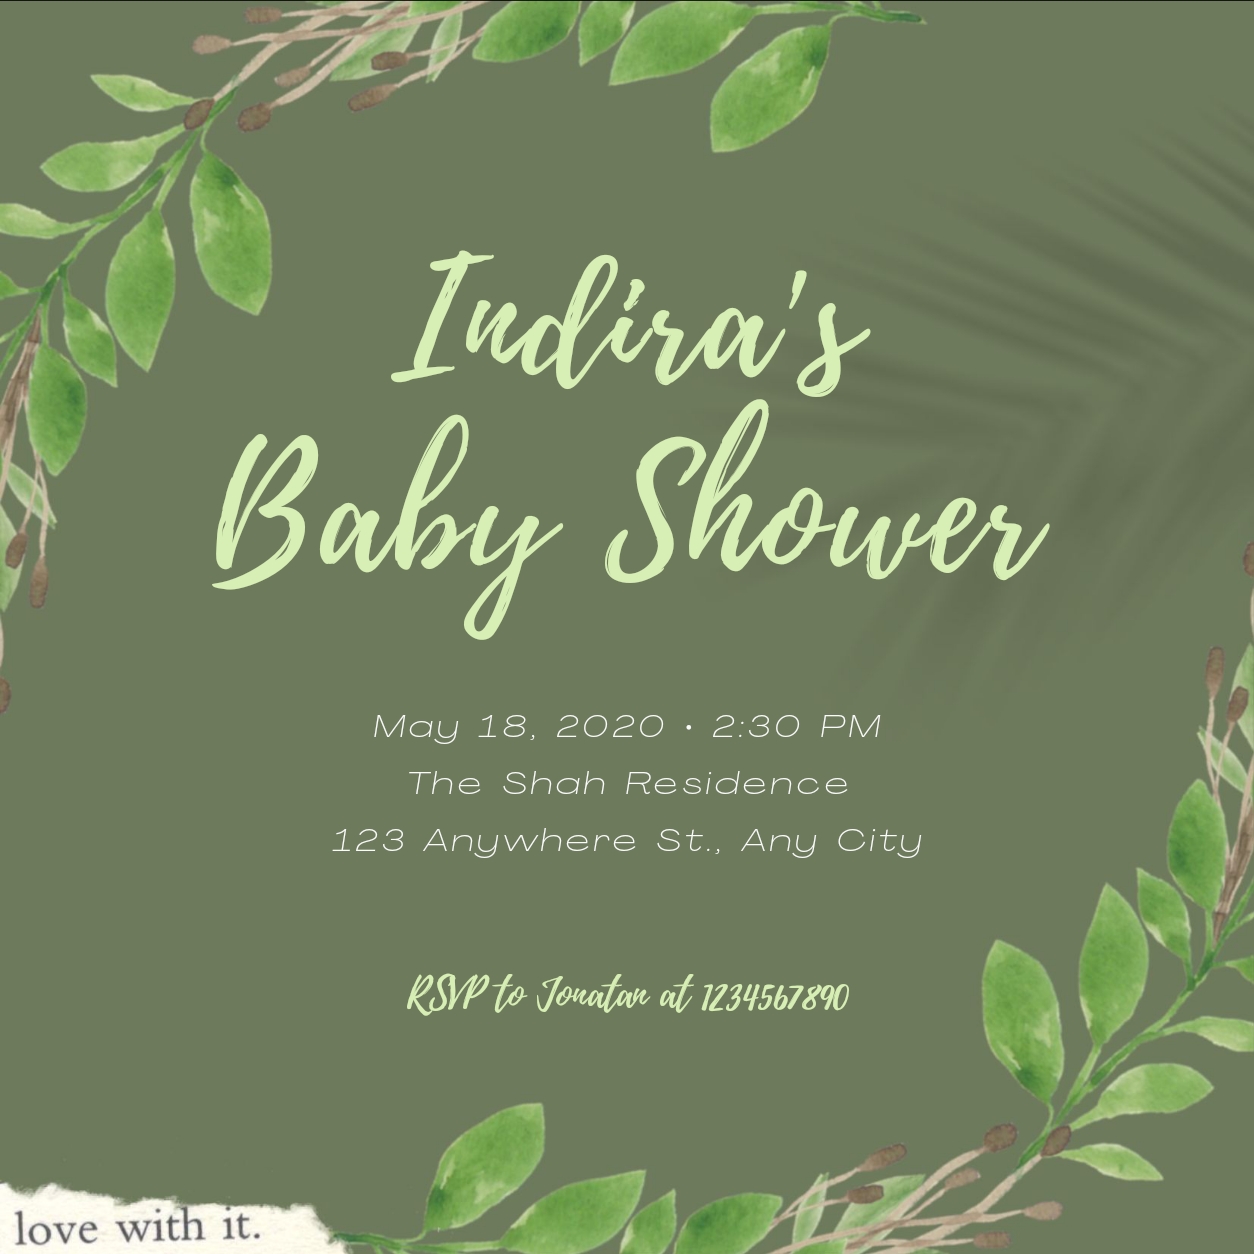 Indira's
Baby Shower
May 18, 2020 • 2:30 PM
The Shah Residence
123 Anywhere St., Any City
RSVP to Jonatan at 1234567890
love with it.